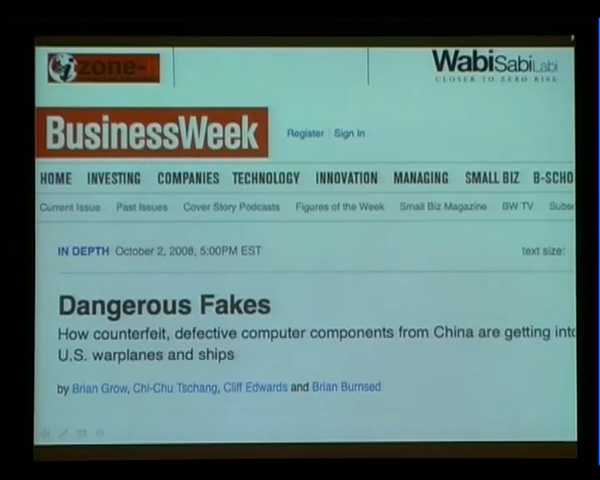 zone-h
WabiSabiLabi
CLOSER TO ZERO RISK
BusinessWeek
Register Sign In
HOME INVESTING COMPANIES TECHNOLOGY INNOVATION MANAGING SMALL BIZ B-SCHO
Current Issue Past Issues Cover Story Podcasts Figures of the Week Small Biz Magazine BW TV Subs
IN DEPTH October 2, 2008, 5:00PM EST
text size:
Dangerous Fakes
How counterfeit, defective computer components from China are getting into
U.S. warplanes and ships
by Brian Grow, Chi-Chu Tschang, Cliff Edwards and Brian Burnsed